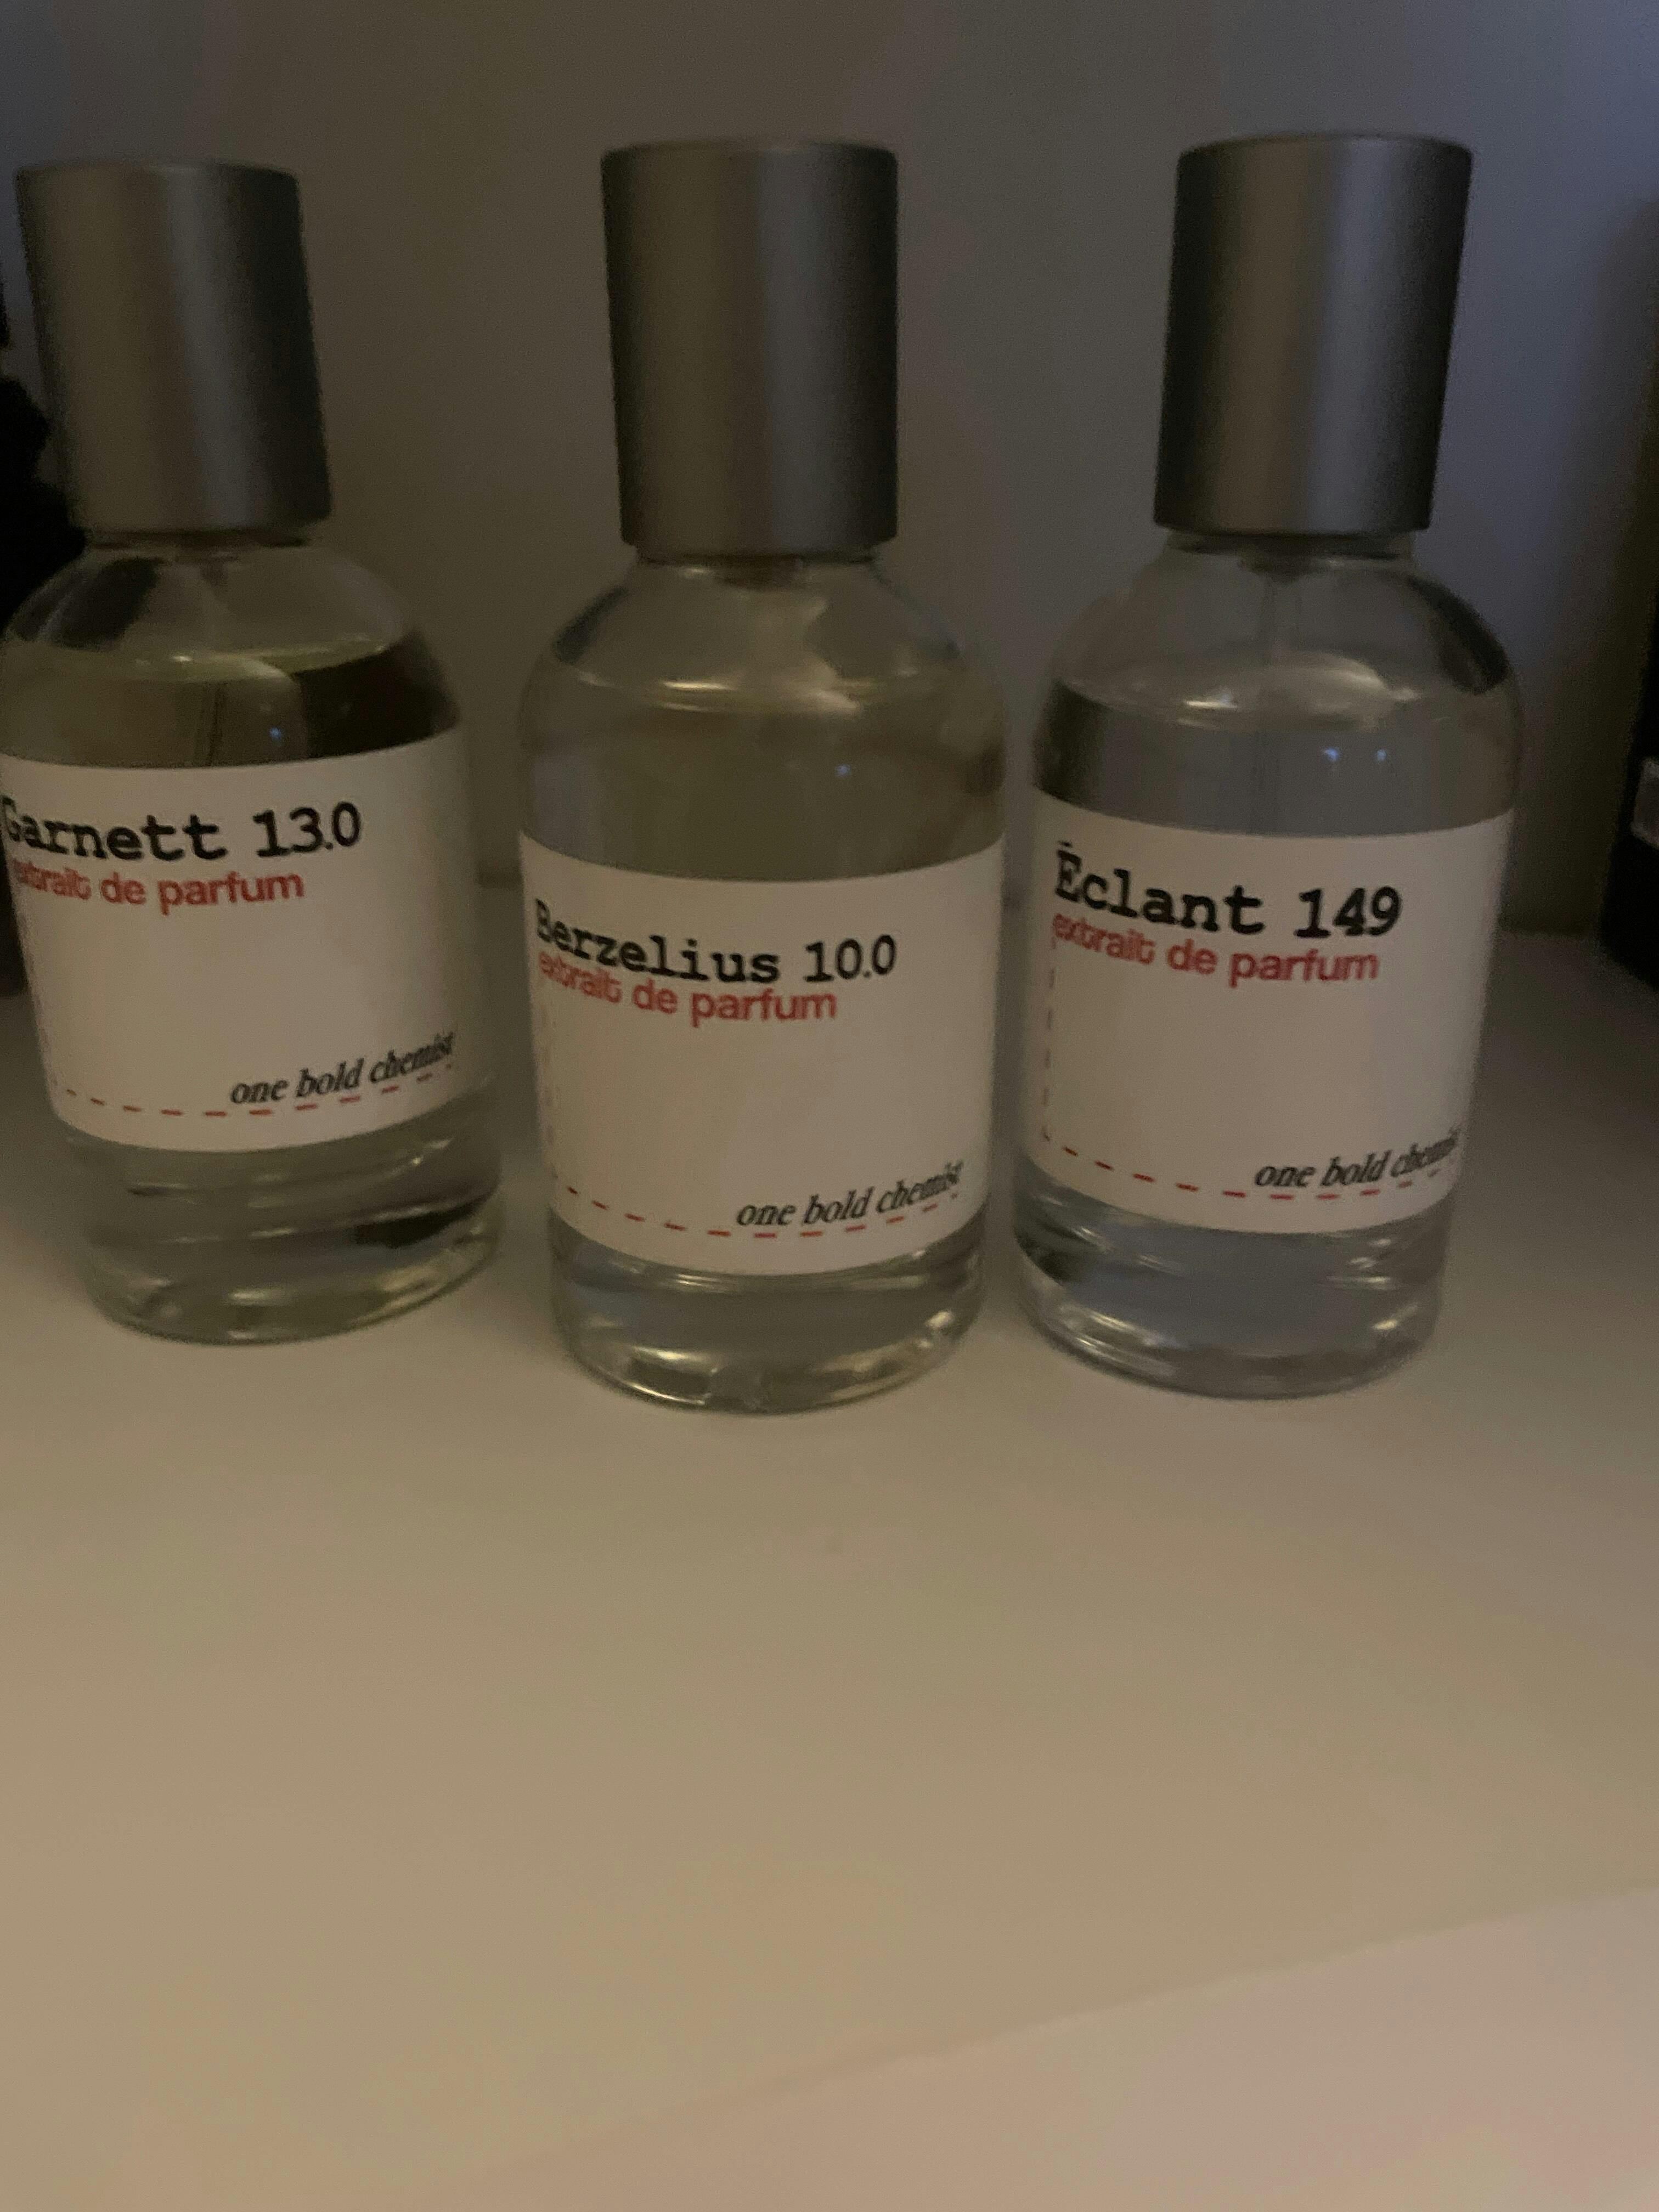 Garnett 13.0
extrait de parfum
one bold chemist
Berzelius 10.0
extrait de parfum
one bold chemist
Éclant 149
extrait de parfum
one bold chemist